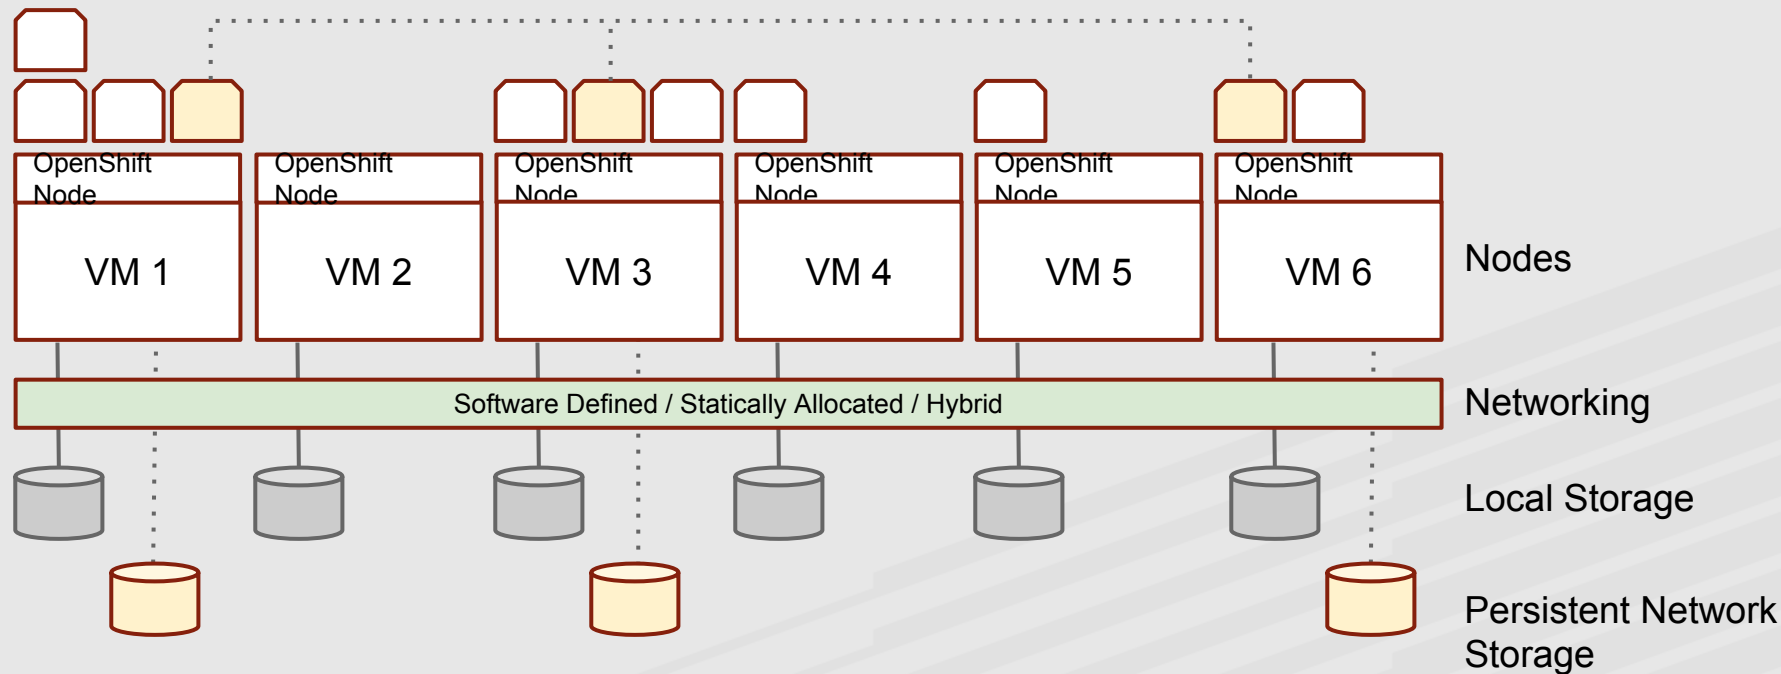 OpenShift
Node
OpenShift
Node
OpenShift
Node
OpenShift
Node
OpenShift
Node
OpenShift
Node
VM 1
VM 2
VM 3
VM 4
VM 5
VM 6
Nodes
Software Defined / Statically Allocated / Hybrid
Networking
Local Storage
Persistent Network
Storage